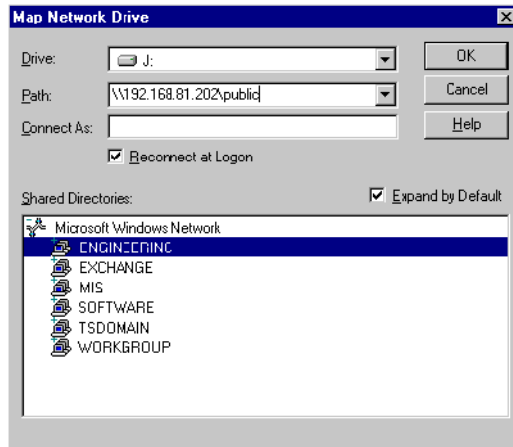 Map Network Drive
Drive: J: OK
Path: \\192.168.81.202\public Cancel
Connect As: Help
Reconnect at Logon
Shared Directories: Expand by Default
Microsoft Windows Network
ENGINEERING
EXCHANGE
MIS
SOFTWARE
TSDOMAIN
WORKGROUP